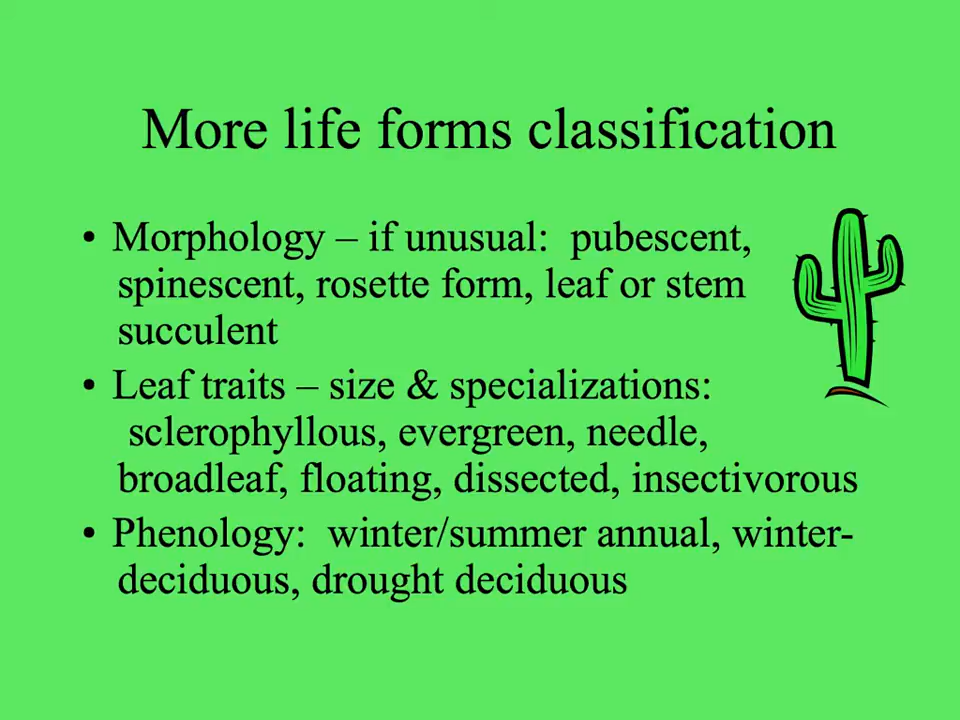 More life forms classification
• Morphology – if unusual: pubescent,
spinescent, rosette form, leaf or stem
succulent
• Leaf traits – size & specializations:
sclerophyllous, evergreen, needle,
broadleaf, floating, dissected, insectivorous
• Phenology: winter/summer annual, winter-
deciduous, drought deciduous